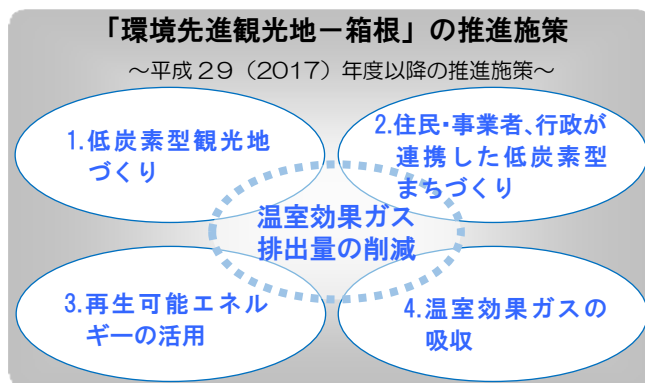 「環境先進観光地－箱根」の推進施策
～平成２９（2017）年度以降の推進施策～
1.低炭素型観光地
づくり
2.住民・事業者、行政が
連携した低炭素型
まちづくり
温室効果ガス
排出量の削減
3.再生可能エネル
ギーの活用
4.温室効果ガスの
吸収